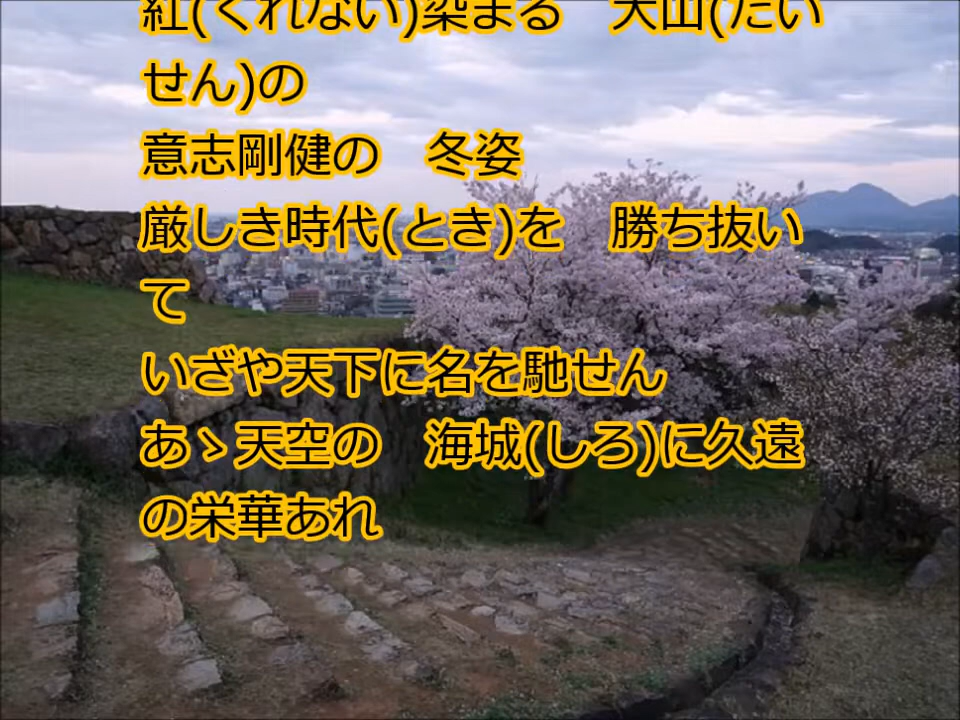 紅(くれない)染まる　大山(だい
せん)の
意志剛健の　冬姿
厳しき時代(とき)を　勝ち抜い
て
いざや天下に名を馳せん
あゝ天空の　海城(しろ)に久遠
の栄華あれ